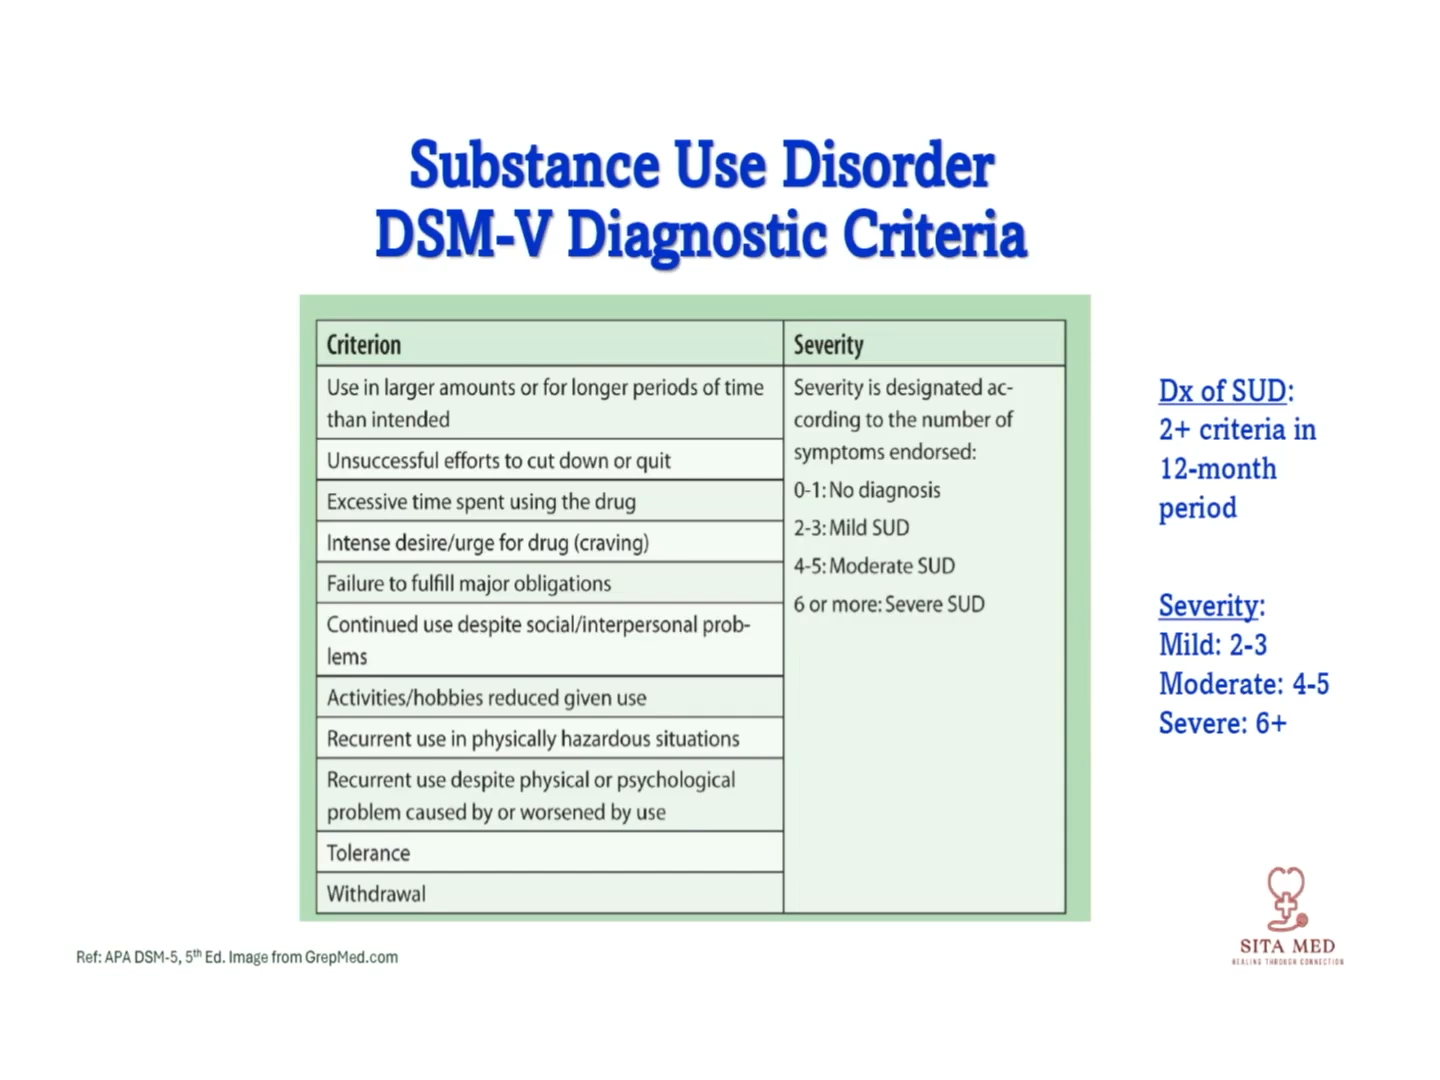 Substance Use Disorder
DSM-V Diagnostic Criteria
Criterion
Use in larger amounts or for longer periods of time
than intended
Unsuccessful efforts to cut down or quit
Excessive time spent using the drug
Intense desire/urge for drug (craving)
Failure to fulfill major obligations
Continued use despite social/interpersonal prob-
lems
Activities/hobbies reduced given use
Recurrent use in physically hazardous situations
Recurrent use despite physical or psychological
problem caused by or worsened by use
Tolerance
Withdrawal
Severity
Severity is designated ac-
cording to the number of
symptoms endorsed:
0-1: No diagnosis
2-3: Mild SUD
4-5: Moderate SUD
6 or more: Severe SUD
Dx of SUD:
2+ criteria in
12-month
period
Severity:
Mild: 2-3
Moderate: 4-5
Severe: 6+
Ref: APA DSM-5, 5th Ed. Image from GrepMed.com
SITA MED
HEALING THROUGH CONNECTION